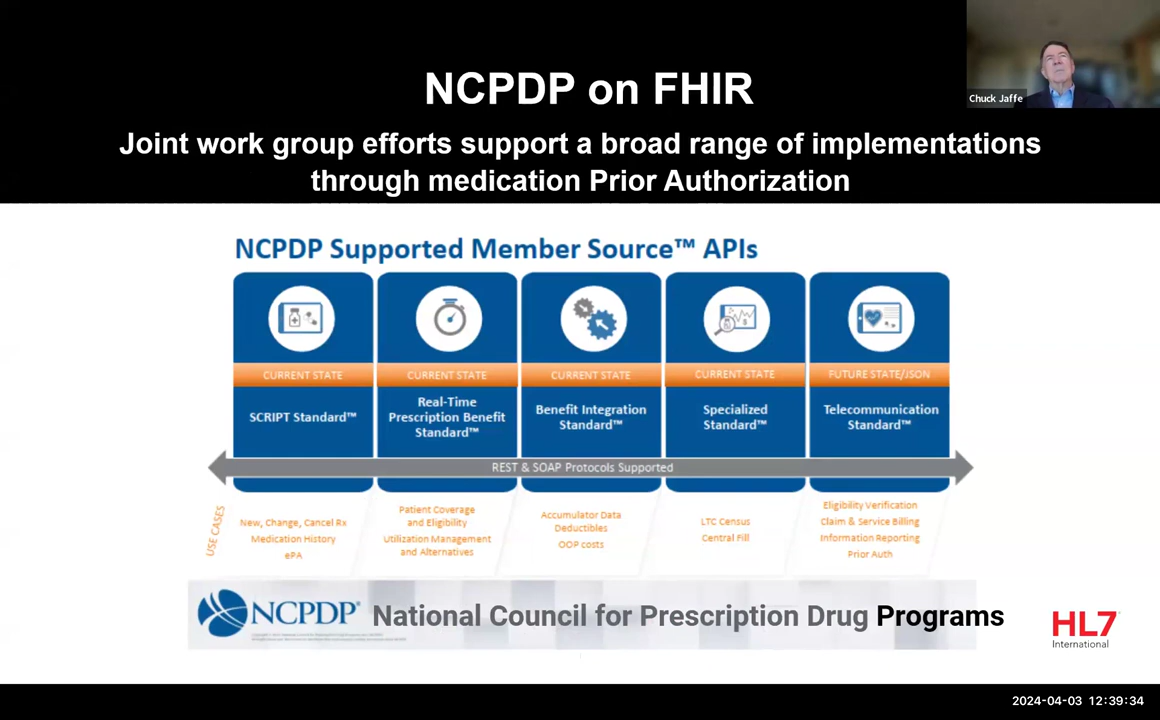 NCPDP on FHIR
Chuck Jaffe
Joint work group efforts support a broad range of implementations
through medication Prior Authorization
NCPDP Supported Member Source™ APIs
CURRENT STATE
CURRENT STATE
CURRENT STATE
CURRENT STATE
FUTURE STATE/JSON
SCRIPT Standard™
Real-Time
Prescription Benefit
Standard™
Benefit Integration
Standard™
Specialized
Standard™
Telecommunication
Standard™
REST & SOAP Protocols Supported
USE CASES
New, Change, Cancel Rx
Medication History
ePA
Patient Coverage
and Eligibility
Utilization Management
and Alternatives
Accumulator Data
Deductibles
OOP costs
LTC Census
Central Fill
Eligibility Verification
Claim & Service Billing
Information Reporting
Prior Auth
NCPDP® National Council for Prescription Drug Programs
HL7
International
2024-04-03 12:39:34